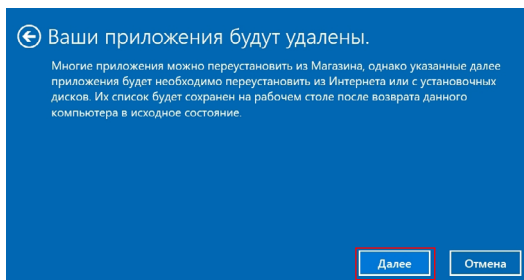 Ваши приложения будут удалены.
Многие приложения можно переустановить из Магазина, однако указанные далее
приложения будет необходимо переустановить из Интернета или с установочных
дисков. Их список будет сохранен на рабочем столе после возврата данного
компьютера в исходное состояние.
Далее
Отмена